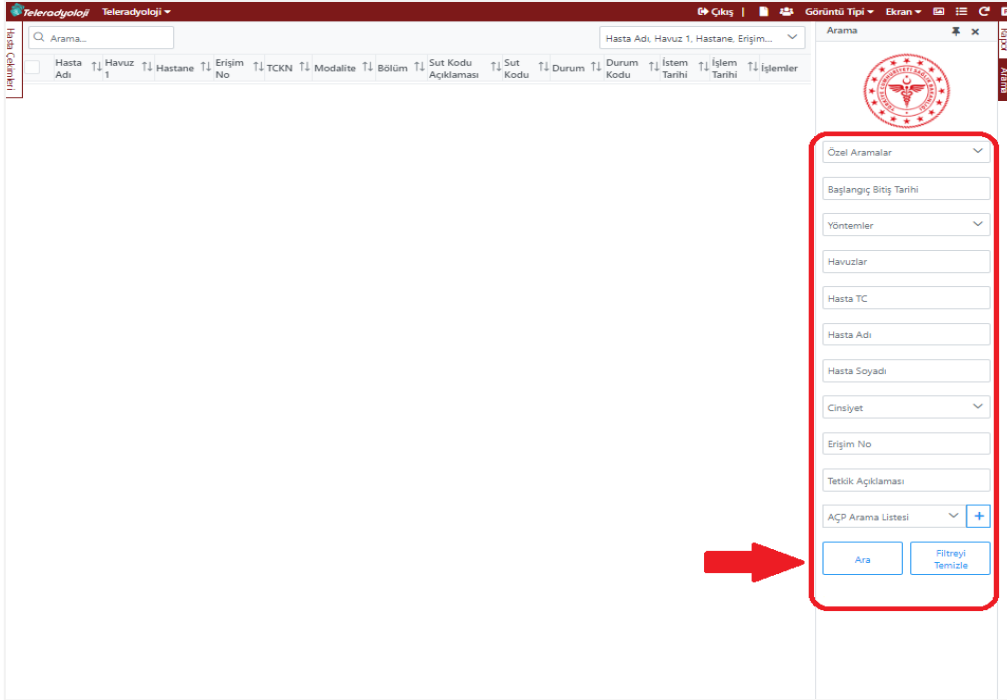 Teleradyoloji Teleradyoloji Çıkış | Görüntü Tipi Ekran
Hasta Çekimleri
Arama...
Hasta Adı, Havuz 1, Hastane, Erişim...
Hasta Adı Havuz 1 Hastane Erişim No TCKN Modalite Bölüm Sut Kodu Açıklaması Sut Kodu Durum Durum Kodu İstem Tarihi İşlem Tarihi İşlemler
Arama
Rapor
Arama
Özel Aramalar
Başlangıç Bitiş Tarihi
Yöntemler
Havuzlar
Hasta TC
Hasta Adı
Hasta Soyadı
Cinsiyet
Erişim No
Tetkik Açıklaması
AÇP Arama Listesi +
Ara
Filtreyi
Temizle